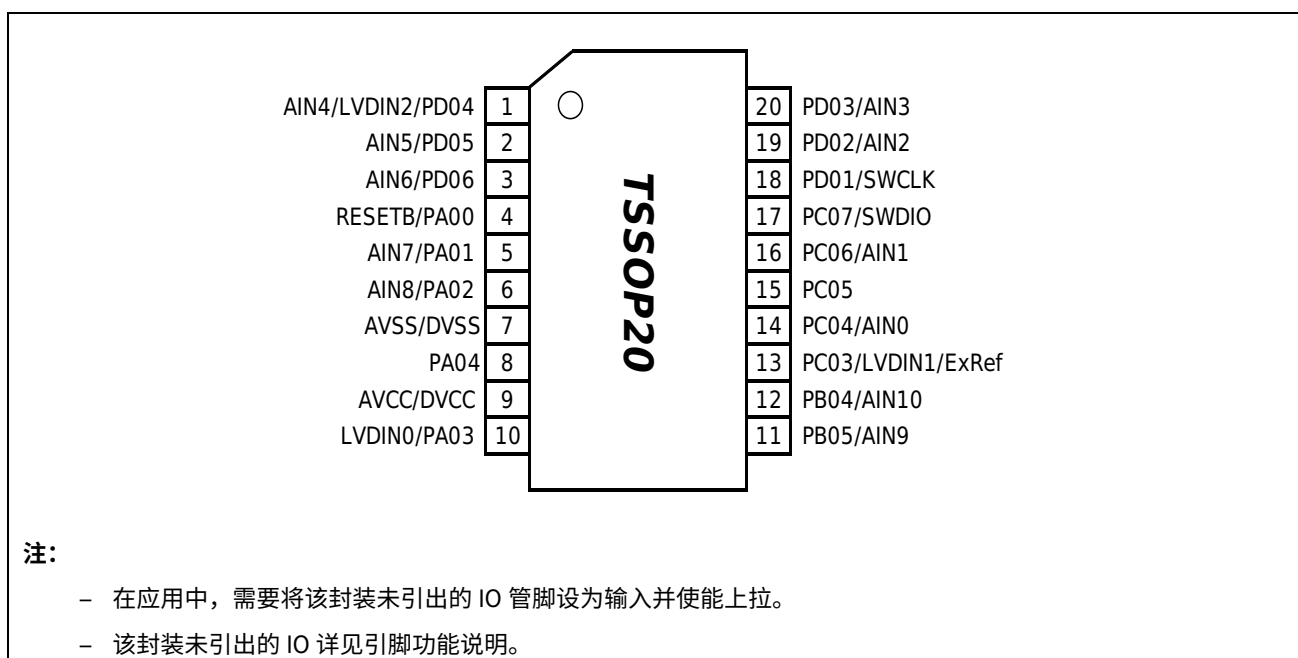 AIN4/LVDIN2/PD04 1 20 PD03/AIN3
AIN5/PD05 2 19 PD02/AIN2
AIN6/PD06 3 18 PD01/SWCLK
RESETB/PA00 4 17 PC07/SWDIO
AIN7/PA01 5 16 PC06/AIN1
AIN8/PA02 6 15 PC05
AVSS/DVSS 7 14 PC04/AIN0
PA04 8 13 PC03/LVDIN1/ExRef
AVCC/DVCC 9 12 PB04/AIN10
LVDIN0/PA03 10 11 PB05/AIN9
TSSOP20
注：
– 在应用中，需要将该封装未引出的 IO 管脚设为输入并使能上拉。
– 该封装未引出的 IO 详见引脚功能说明。